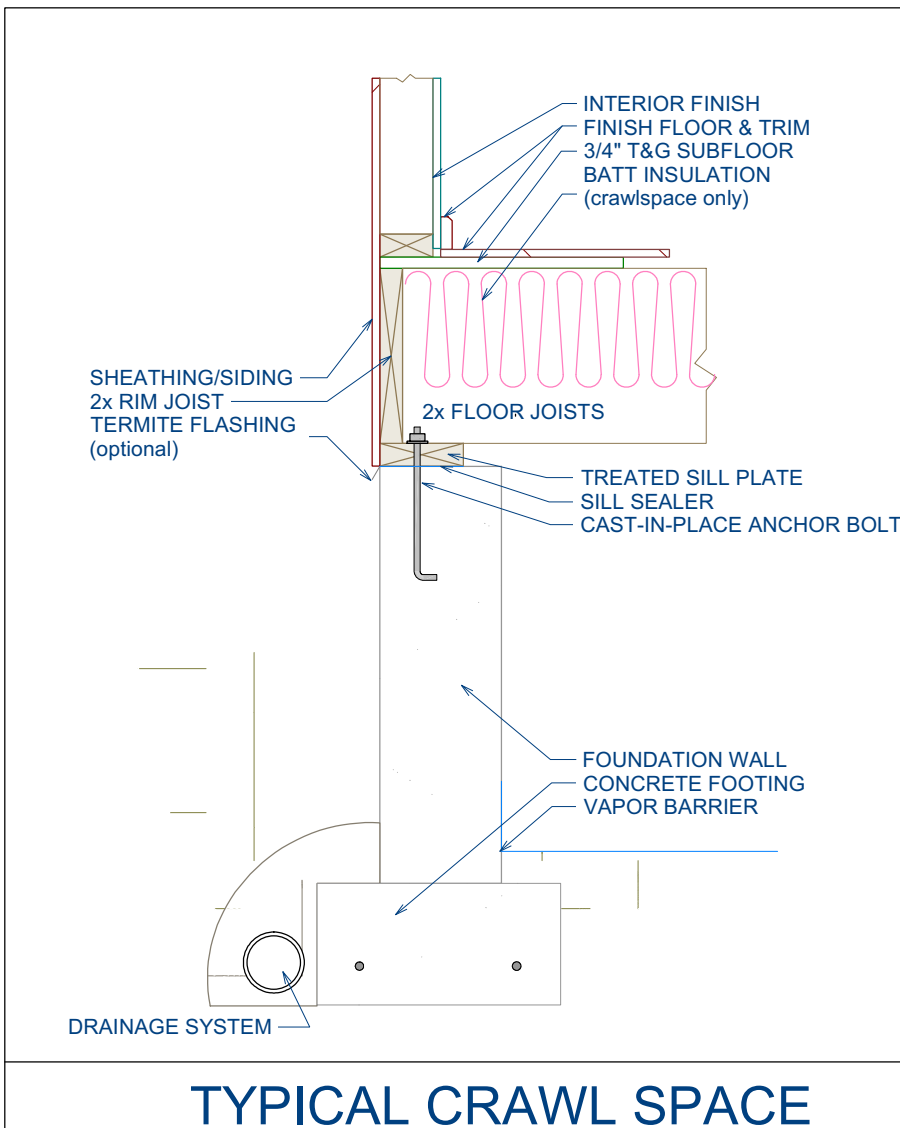 INTERIOR FINISH
FINISH FLOOR & TRIM
3/4" T&G SUBFLOOR
BATT INSULATION
(crawlspace only)
SHEATHING/SIDING
2x RIM JOIST
TERMITE FLASHING
(optional)
2x FLOOR JOISTS
TREATED SILL PLATE
SILL SEALER
CAST-IN-PLACE ANCHOR BOLT
FOUNDATION WALL
CONCRETE FOOTING
VAPOR BARRIER
DRAINAGE SYSTEM
TYPICAL CRAWL SPACE